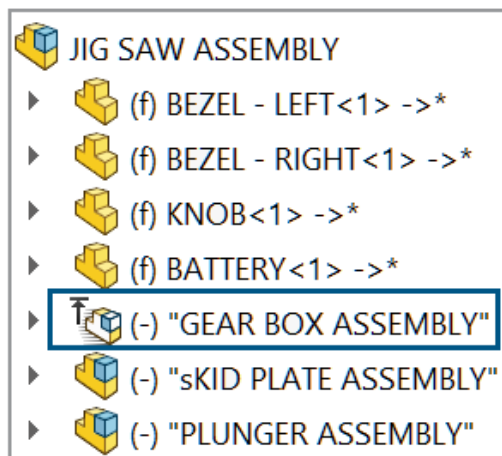 JIG SAW ASSEMBLY
(f) BEZEL - LEFT<1> ->*
(f) BEZEL - RIGHT<1> ->*
(f) KNOB<1> ->*
(f) BATTERY<1> ->*
(-) "GEAR BOX ASSEMBLY"
(-) "sKID PLATE ASSEMBLY"
(-) "PLUNGER ASSEMBLY"